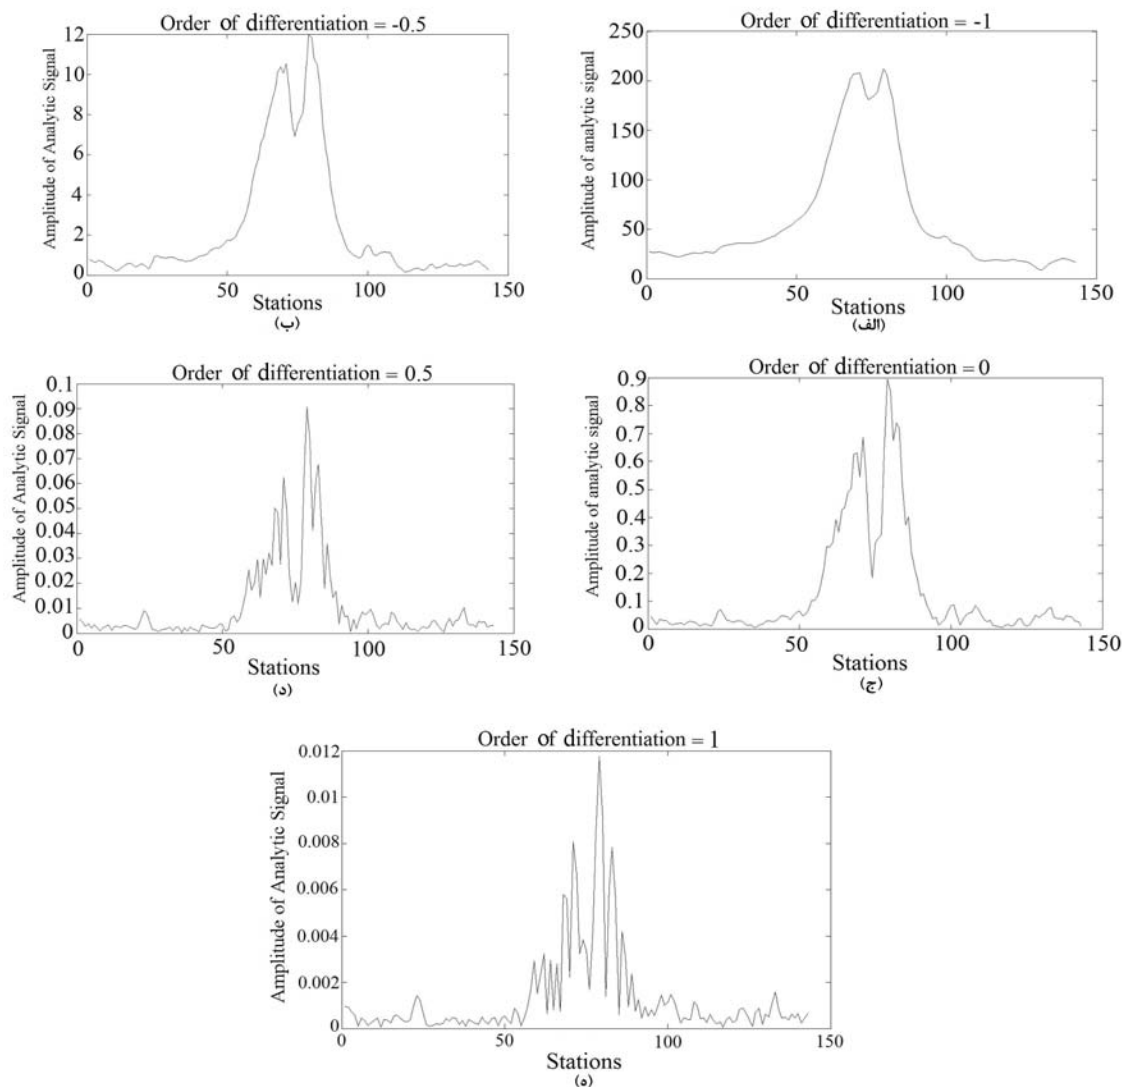 Order of differentiation = -0.5
Amplitude of Analytic Signal
12
10
8
6
4
2
0
0 50 100 150
Stations
(ب)
Order of differentiation = -1
Amplitude of analytic signal
250
200
150
100
50
0
0 50 100 150
Stations
(الف)
Order of differentiation = 0.5
Amplitude of Analytic Signal
0.1
0.09
0.08
0.07
0.06
0.05
0.04
0.03
0.02
0.01
0
0 50 100 150
Stations
(د)
Order of differentiation = 0
Amplitude of analytic signal
0.9
0.8
0.7
0.6
0.5
0.4
0.3
0.2
0.1
0
0 50 100 150
Stations
(ج)
Order of differentiation = 1
Amplitude of Analytic Signal
0.012
0.01
0.008
0.006
0.004
0.002
0
0 50 100 150
Stations
(ه)